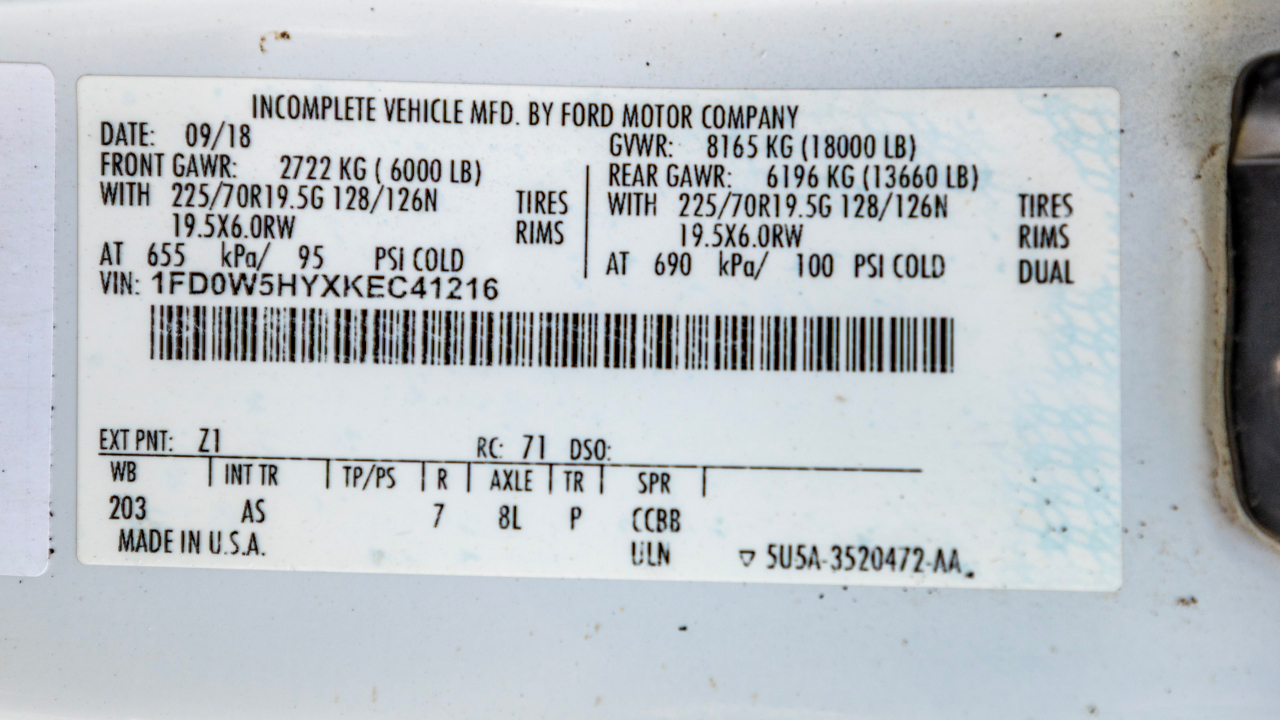 INCOMPLETE VEHICLE MFD. BY FORD MOTOR COMPANY
DATE: 09/18 GVWR: 8165 KG (18000 LB)
FRONT GAWR: 2722 KG ( 6000 LB) REAR GAWR: 6196 KG (13660 LB)
WITH 225/70R19.5G 128/126N TIRES WITH 225/70R19.5G 128/126N TIRES
19.5X6.0RW RIMS 19.5X6.0RW RIMS
AT 655 kPa/ 95 PSI COLD AT 690 kPa/ 100 PSI COLD DUAL
VIN: 1FD0W5HYXKEC41216
EXT PNT: Z1 RC: 71 DSO:
WB INT TR TP/PS R AXLE TR SPR
203 AS 7 8L P CCBB
MADE IN U.S.A. ULN ▽ 5U5A-3520472-AA